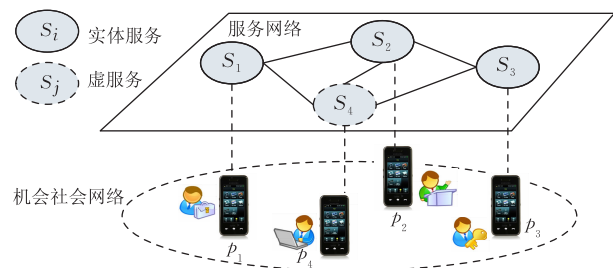 S_i 实体服务
S_j 虚服务
服务网络
S_1
S_2
S_3
S_4
机会社会网络
p_1
p_4
p_2
p_3